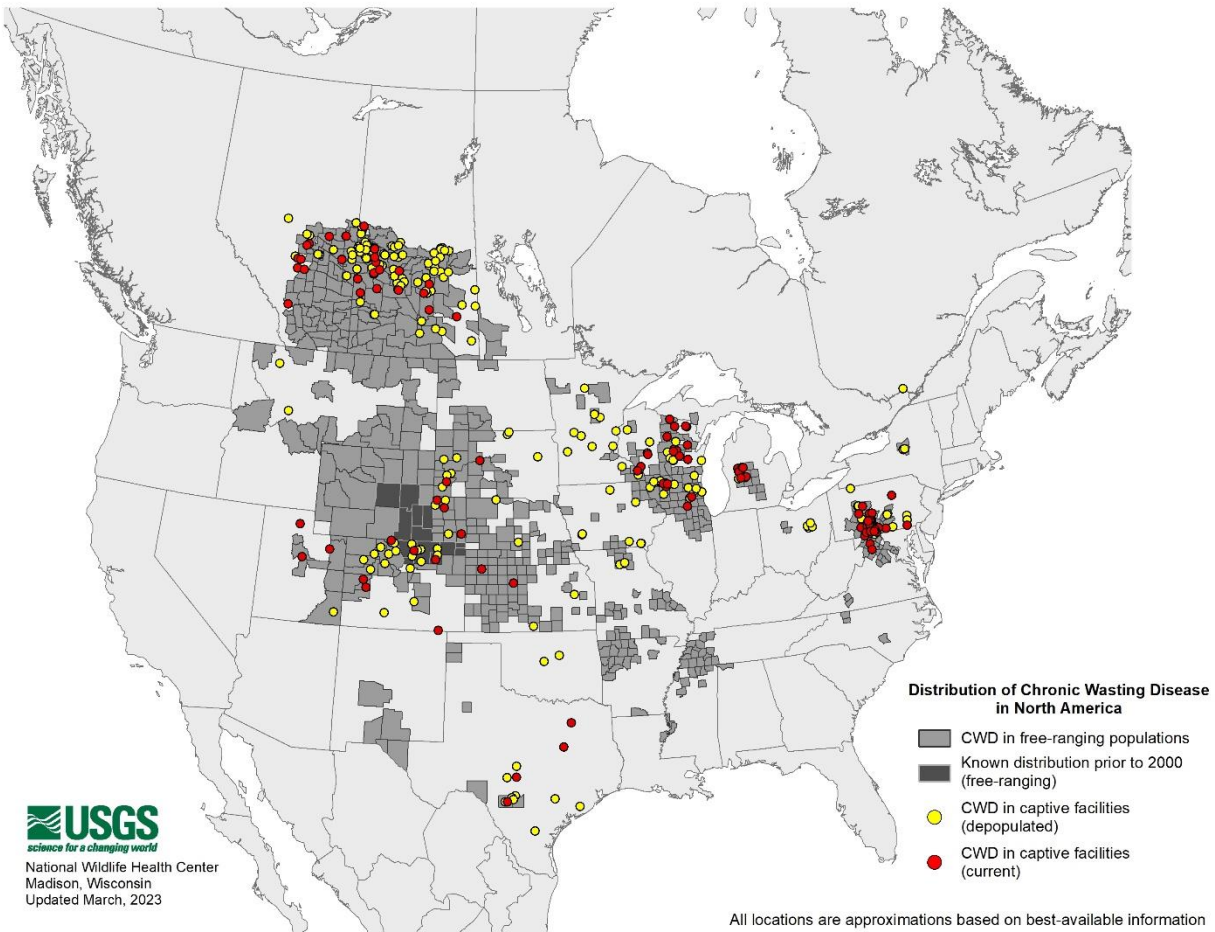 Distribution of Chronic Wasting Disease
in North America
CWD in free-ranging populations
Known distribution prior to 2000
(free-ranging)
CWD in captive facilities
(depopulated)
CWD in captive facilities
(current)
USGS
science for a changing world
National Wildlife Health Center
Madison, Wisconsin
Updated March, 2023
All locations are approximations based on best-available information